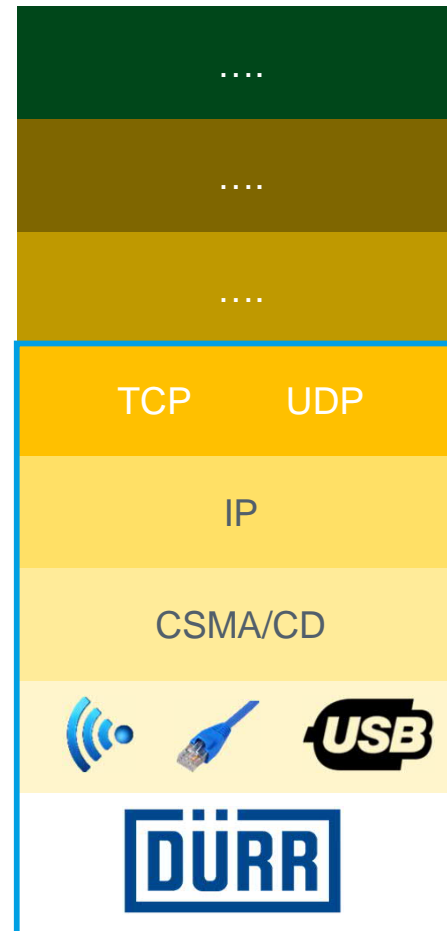 ....
....
....
TCP UDP
IP
CSMA/CD
USB
DÜRR